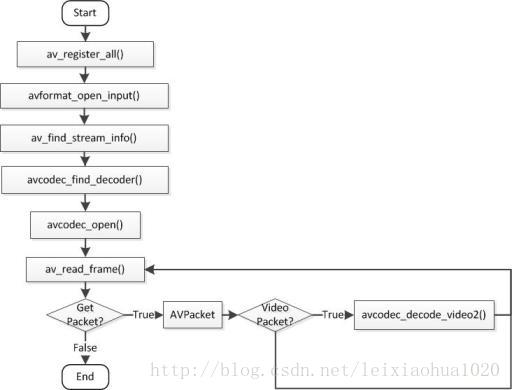 Start
av_register_all()
avformat_open_input()
av_find_stream_info()
avcodec_find_decoder()
avcodec_open()
av_read_frame()
Get
Packet?
True
AVPacket
Video
Packet?
True
avcodec_decode_video2()
False
End
http://blog.csdn.net/leixiaohua1020